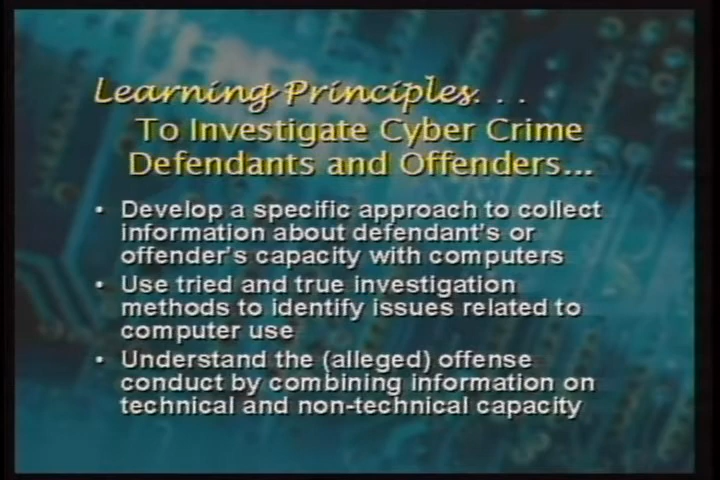 Learning Principles. . .
To Investigate Cyber Crime
Defendants and Offenders...
• Develop a specific approach to collect
information about defendant's or
offender's capacity with computers
• Use tried and true investigation
methods to identify issues related to
computer use
• Understand the (alleged) offense
conduct by combining information on
technical and non-technical capacity